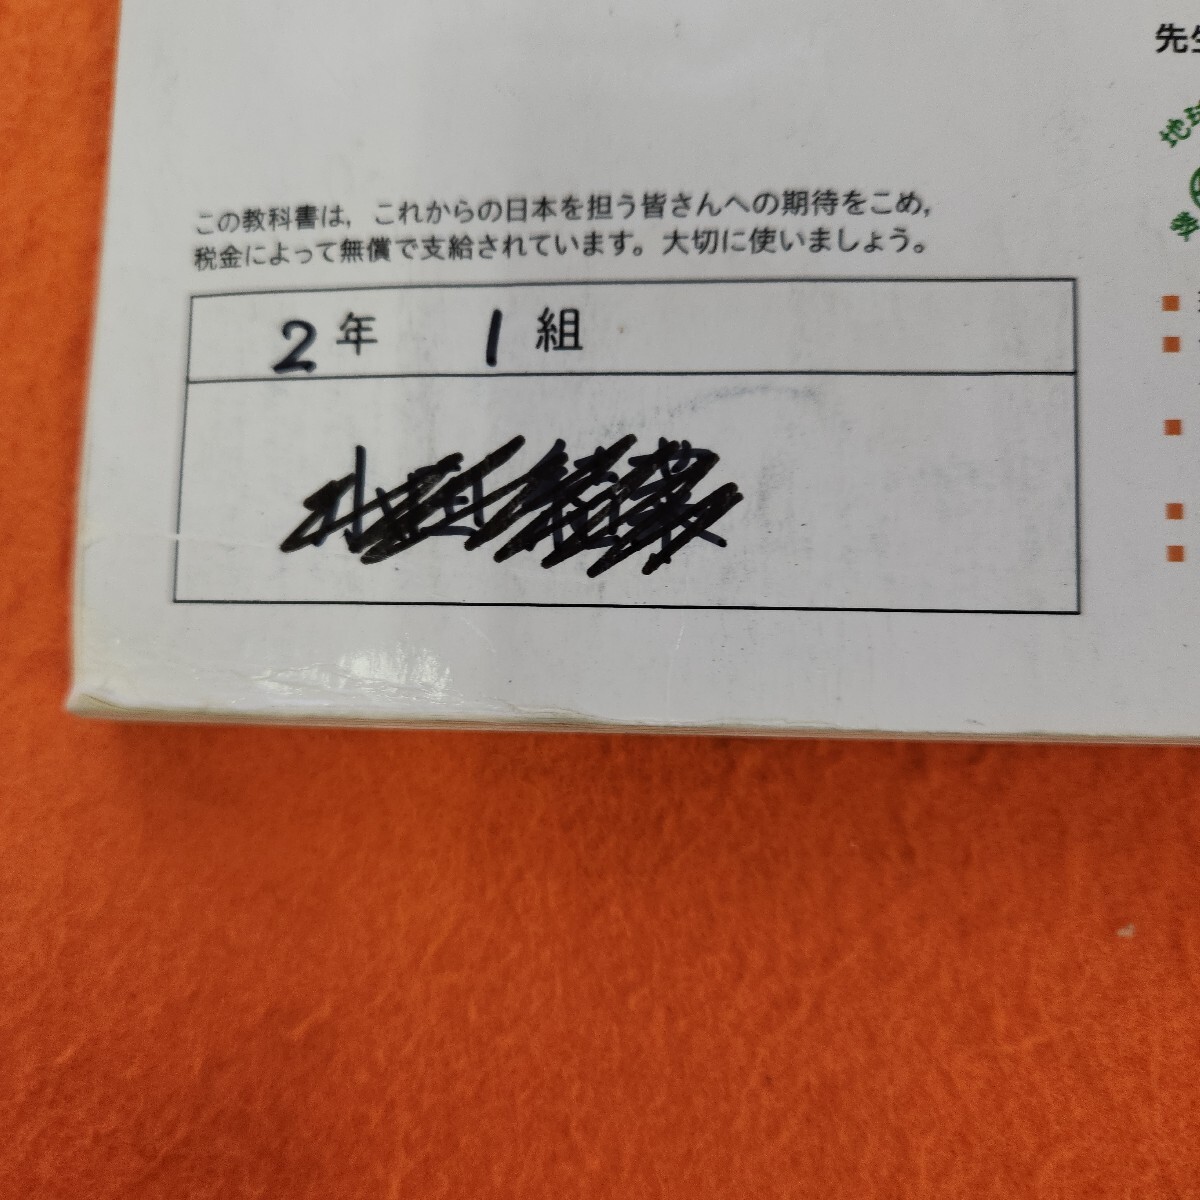 先生
地球
この教科書は，これからの日本を担う皆さんへの期待をこめ，
税金によって無償で支給されています。大切に使いましょう。
2年 1組